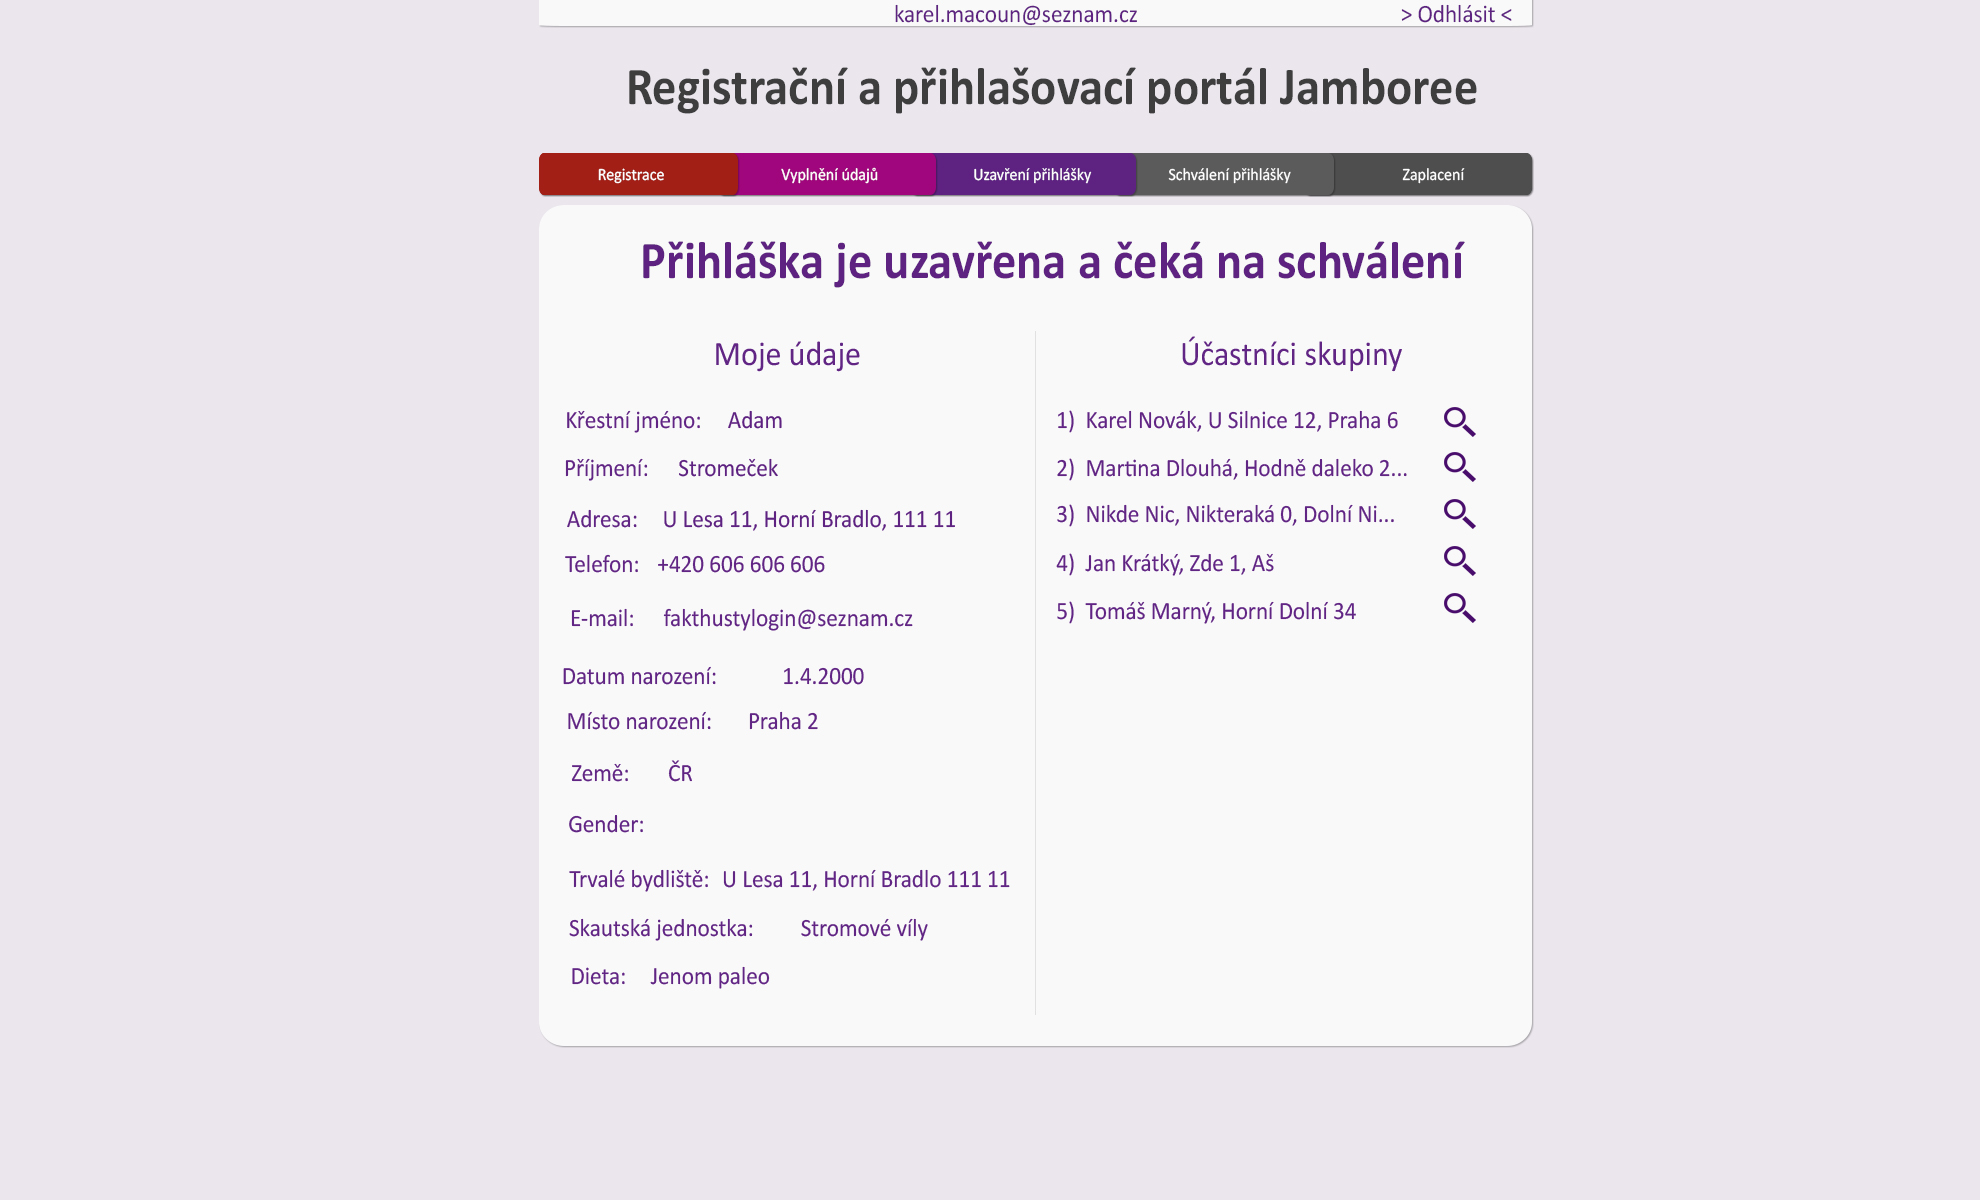 karel.macoun@seznam.cz > Odhlásit <
Registrační a přihlašovací portál Jamboree
Registrace Vyplnění údajů Uzavření přihlášky Schválení přihlášky Zaplacení
Přihláška je uzavřena a čeká na schválení
Moje údaje
Křestní jméno: Adam
Příjmení: Stromeček
Adresa: U Lesa 11, Horní Bradlo, 111 11
Telefon: +420 606 606 606
E-mail: fakthustylogin@seznam.cz
Datum narození: 1.4.2000
Místo narození: Praha 2
Země: ČR
Gender:
Trvalé bydliště: U Lesa 11, Horní Bradlo 111 11
Skautská jednostka: Stromové víly
Dieta: Jenom paleo
Účastníci skupiny
1) Karel Novák, U Silnice 12, Praha 6
2) Martina Dlouhá, Hodně daleko 2...
3) Nikde Nic, Nikteraká 0, Dolní Ni...
4) Jan Krátký, Zde 1, Aš
5) Tomáš Marný, Horní Dolní 34